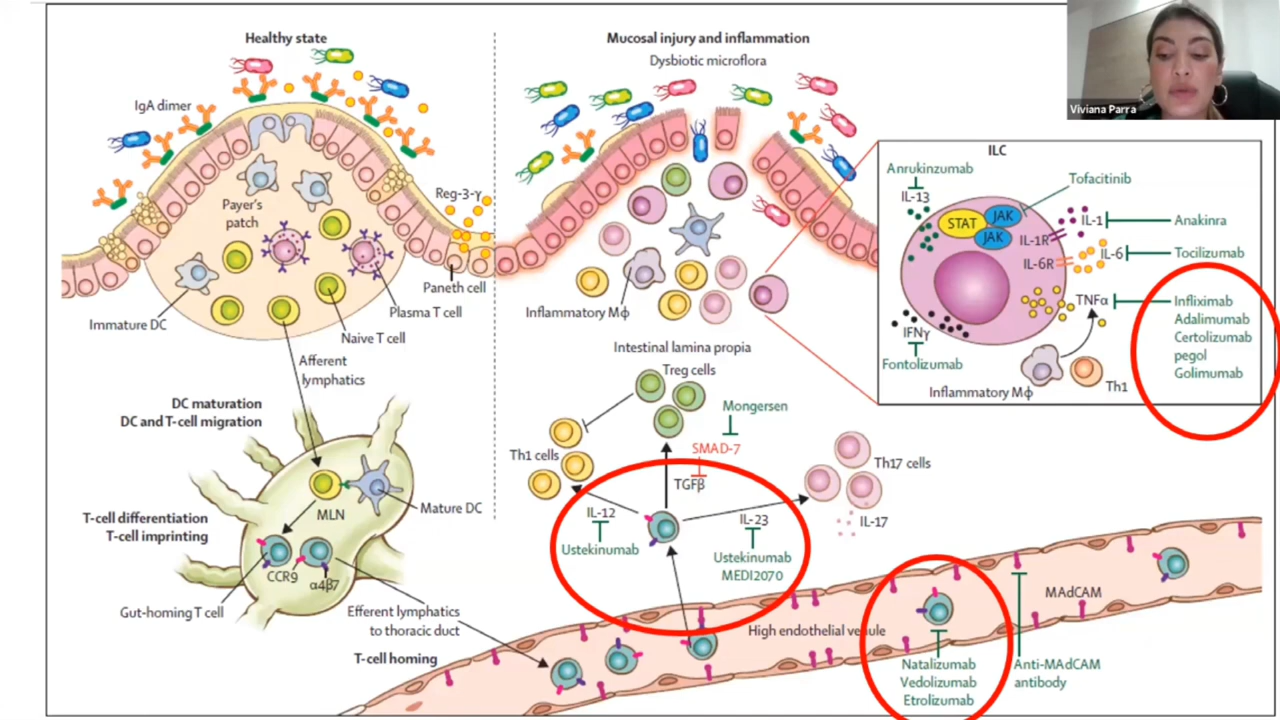 Healthy state
IgA dimer
Payer's
patch
Reg-3-γ
Paneth cell
Immature DC
Plasma T cell
Naive T cell
Afferent
lymphatics
DC maturation
DC and T-cell migration
MLN
Mature DC
T-cell differentiation
T-cell imprinting
CCR9
α4β7
Gut-homing T cell
Efferent lymphatics
to thoracic duct
T-cell homing
Mucosal injury and inflammation
Dysbiotic microflora
Inflammatory Mϕ
Intestinal lamina propia
Treg cells
Mongersen
SMAD-7
TGFβ
Th1 cells
Th17 cells
IL-17
IL-12
Ustekinumab
IL-23
Ustekinumab
MEDI2070
High endothelial venule
MAdCAM
Natalizumab
Vedolizumab
Etrolizumab
Anti-MAdCAM
antibody
Viviana Parra
ILC
Anrukinzumab
IL-13
Tofacitinib
STAT
JAK
JAK
IL-1R
IL-1
Anakinra
IL-6R
IL-6
Tocilizumab
TNFα
Infliximab
Adalimumab
Certolizumab
pegol
Golimumab
IFNγ
Fontolizumab
Inflammatory Mϕ
Th1